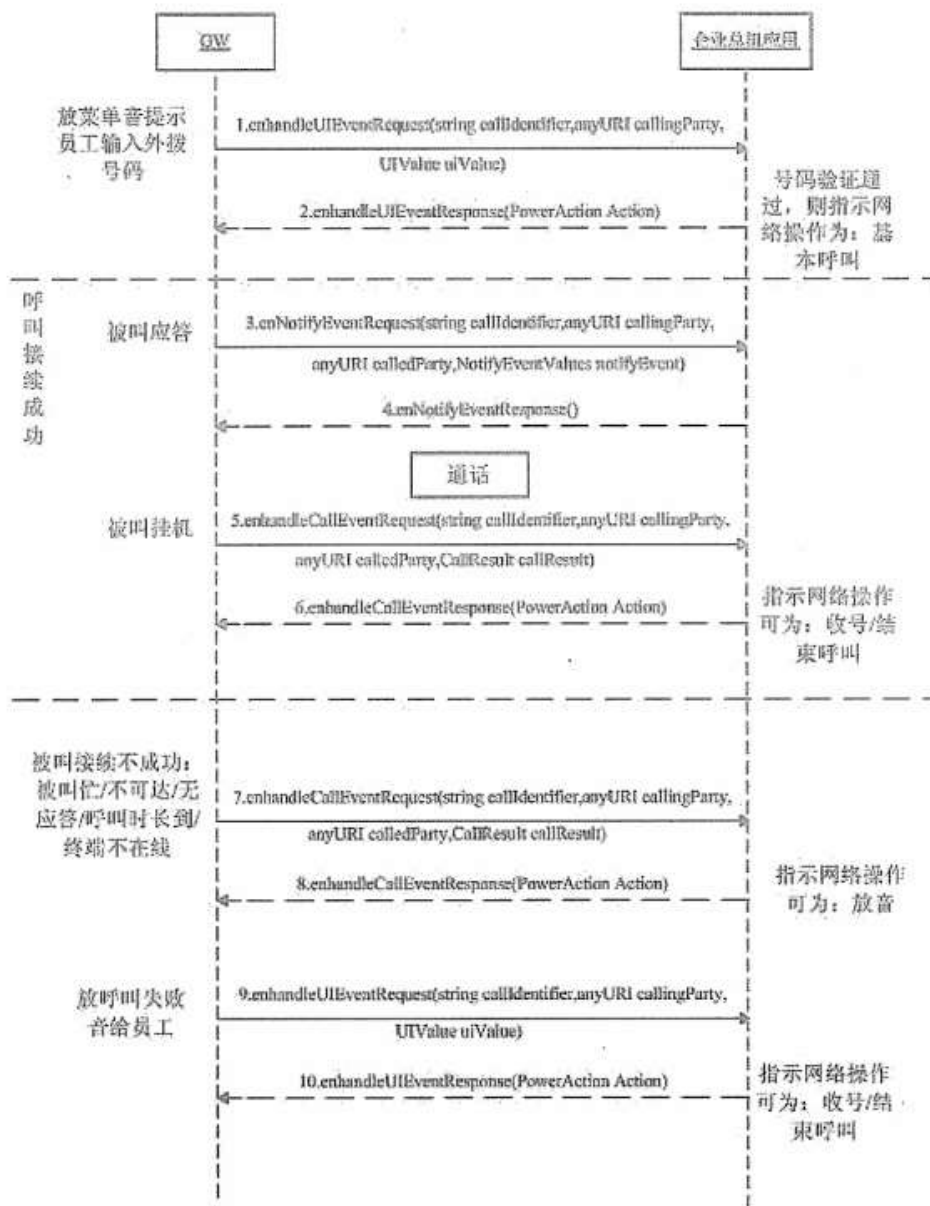 GW
企业总机应用
放菜单音提示
员工输入外拨
号码
1.enhandleUIEventRequest(string callIdentifier,anyURI callingParty,
UIValue uiValue)
号码验证通
过，则指示网
络操作为：基
本呼叫
2.enhandleUIEventResponse(PowerAction Action)
呼叫接续成功
被叫应答
3.enNotifyEventRequest(string callIdentifier,anyURI callingParty,
anyURI calledParty,NotifyEventValues notifyEvent)
4.enNotifyEventResponse()
通话
被叫挂机
5.enhandleCallEventRequest(string callIdentifier,anyURI callingParty,
anyURI calledParty,CallResult callResult)
6.enhandleCallEventResponse(PowerAction Action)
指示网络操作
可为：收号/结
束呼叫
被叫接续不成功：
被叫忙/不可达/无
应答/呼叫时长到/
终端不在线
7.enhandleCallEventRequest(string callIdentifier,anyURI callingParty,
anyURI calledParty,CallResult callResult)
8.enhandleCallEventResponse(PowerAction Action)
指示网络操作
可为：放音
放呼叫失败
音给员工
9.enhandleUIEventRequest(string callIdentifier,anyURI callingParty,
UIValue uiValue)
10.enhandleUIEventResponse(PowerAction Action)
指示网络操作
可为：收号/结
束呼叫